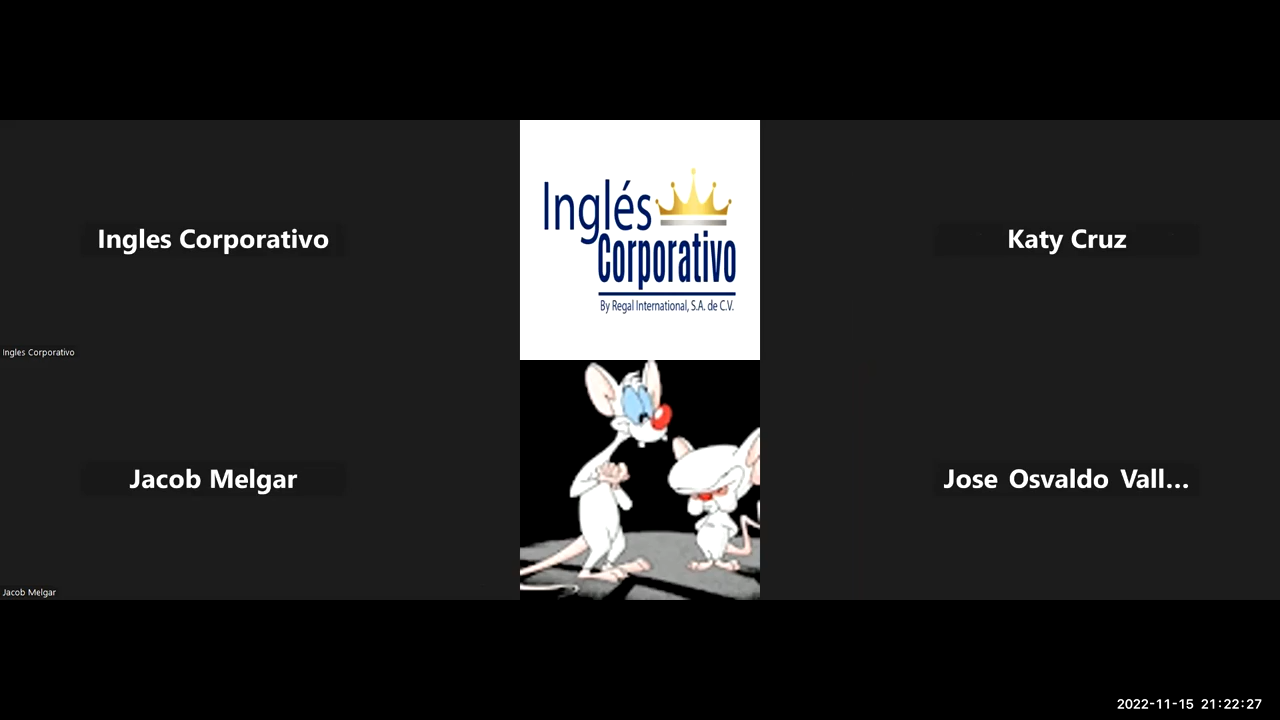 Ingles Corporativo
Inglés
Corporativo
By Regal International, S.A. de C.V.
Katy Cruz
Ingles Corporativo
Jacob Melgar
Jose Osvaldo Vall...
Jacob Melgar
2022-11-15 21:22:27